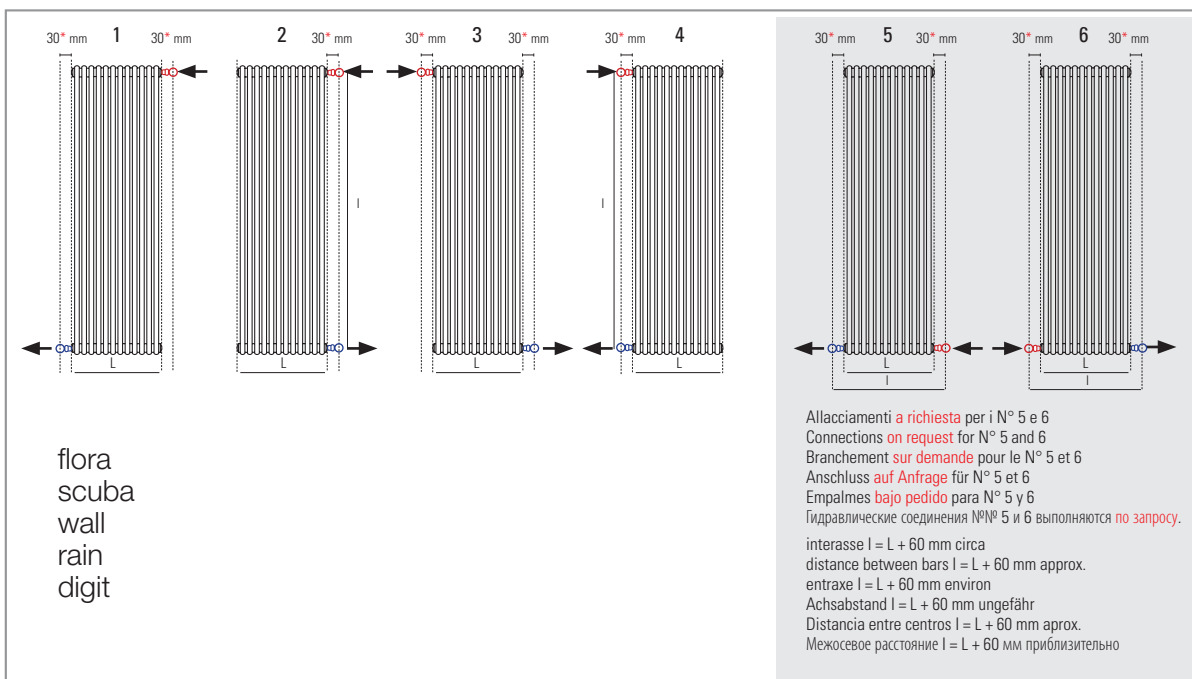 30* mm 1 30* mm
2 30* mm
30* mm 3 30* mm
30* mm 4
30* mm 5 30* mm
30* mm 6 30* mm
L
L
I
L
I
L
L
I
L
I
flora
scuba
wall
rain
digit
Allacciamenti a richiesta per i N° 5 e 6
Connections on request for N° 5 and 6
Branchement sur demande pour le N° 5 et 6
Anschluss auf Anfrage für N° 5 et 6
Empalmes bajo pedido para N° 5 y 6
Гидравлические соединения №№ 5 и 6 выполняются по запросу.
interasse I = L + 60 mm circa
distance between bars I = L + 60 mm approx.
entraxe I = L + 60 mm environ
Achsabstand I = L + 60 mm ungefähr
Distancia entre centros I = L + 60 mm aprox.
Межосевое расстояние I = L + 60 мм приблизительно